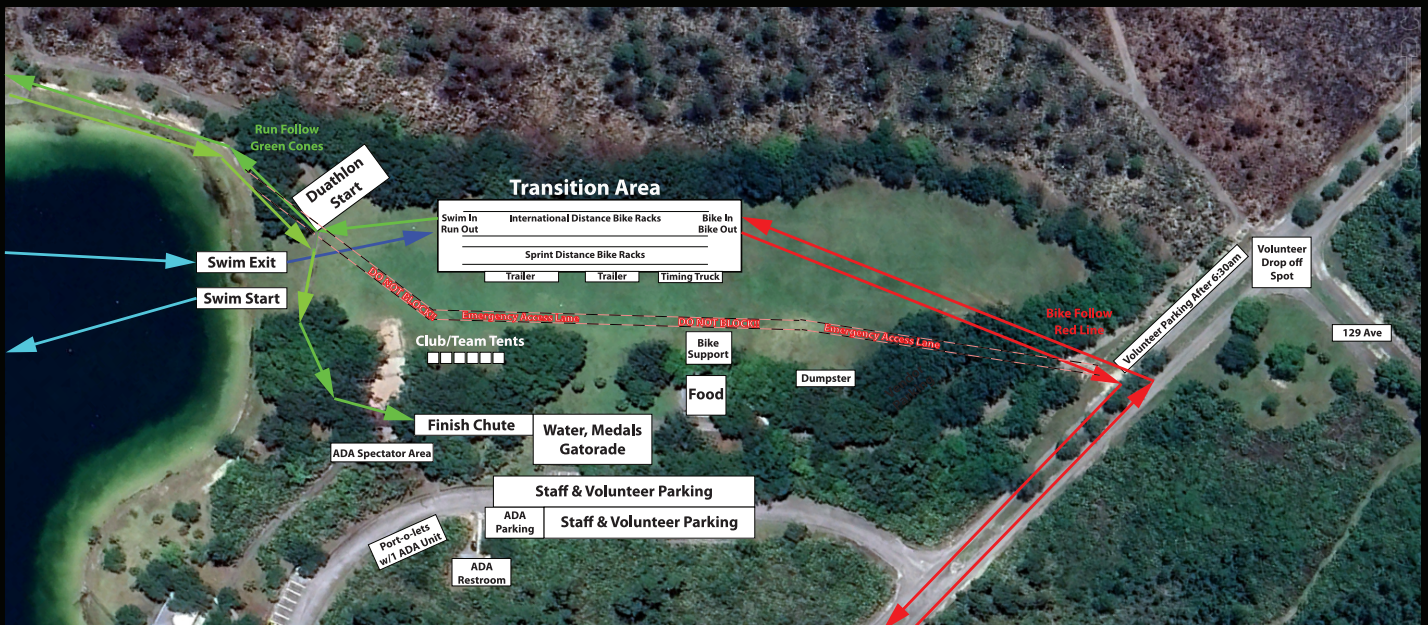 Run Follow
Green Cones
Duathlon
Start
Transition Area
Swim In
Run Out
International Distance Bike Racks
Bike In
Bike Out
Sprint Distance Bike Racks
Trailer
Trailer
Timing Truck
Swim Exit
Swim Start
DO NOT BLOCK!!
Emergency Access Lane
DO NOT BLOCK!!
Emergency Access Lane
Bike Follow
Red Line
Volunteer Parking After 6:30am
Volunteer
Drop off
Spot
129 Ave
Club/Team Tents
Bike
Support
Dumpster
Food
Finish Chute
Water, Medals
Gatorade
ADA Spectator Area
Staff & Volunteer Parking
ADA
Parking
Staff & Volunteer Parking
Port-o-lets
w/1 ADA Unit
ADA
Restroom